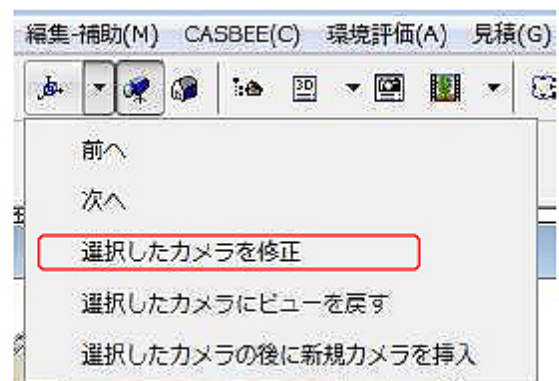 編集-補助(M) CASBEE(C) 環境評価(A) 見積(G)
3D
前へ
次へ
選択したカメラを修正
選択したカメラにビューを戻す
選択したカメラの後に新規カメラを挿入